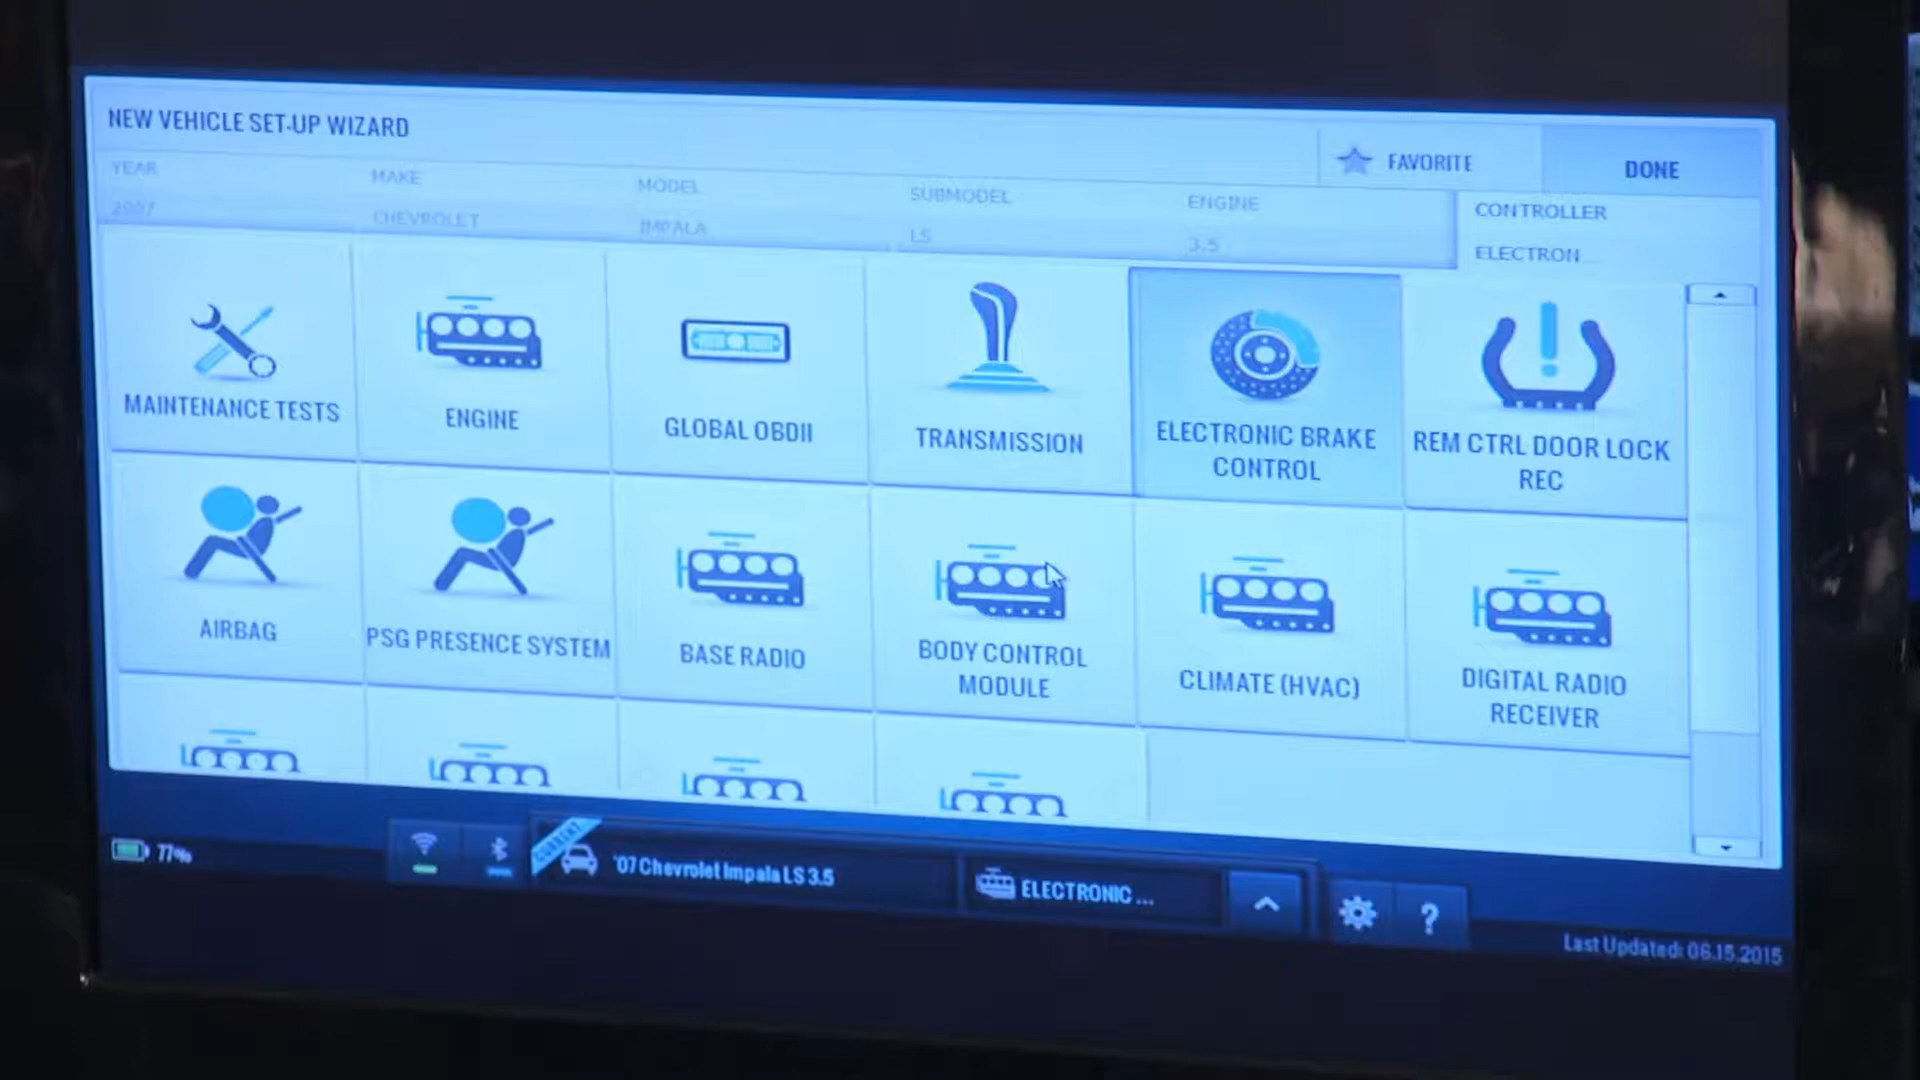 NEW VEHICLE SET-UP WIZARD
FAVORITE
DONE
YEAR
MAKE
MODEL
SUBMODEL
ENGINE
CONTROLLER
2007
CHEVROLET
IMPALA
LS
3.5
ELECTRON...
MAINTENANCE TESTS
ENGINE
GLOBAL OBDII
TRANSMISSION
ELECTRONIC BRAKE
CONTROL
REM CTRL DOOR LOCK
REC
AIRBAG
PSG PRESENCE SYSTEM
BASE RADIO
BODY CONTROL
MODULE
CLIMATE (HVAC)
DIGITAL RADIO
RECEIVER
77%
CURRENT
'07 Chevrolet Impala LS 3.5
ELECTRONIC ...
?
Last Updated: 06.15.2015